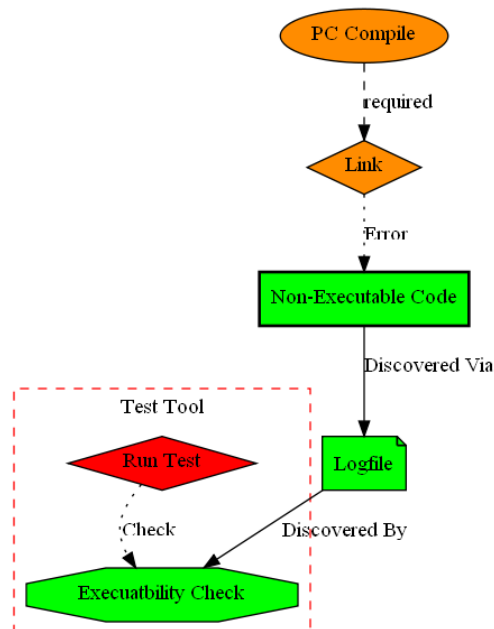 PC Compile
required
Link
Error
Non-Executable Code
Discovered Via
Test Tool
Run Test
Logfile
Check
Discovered By
Execuatbility Check